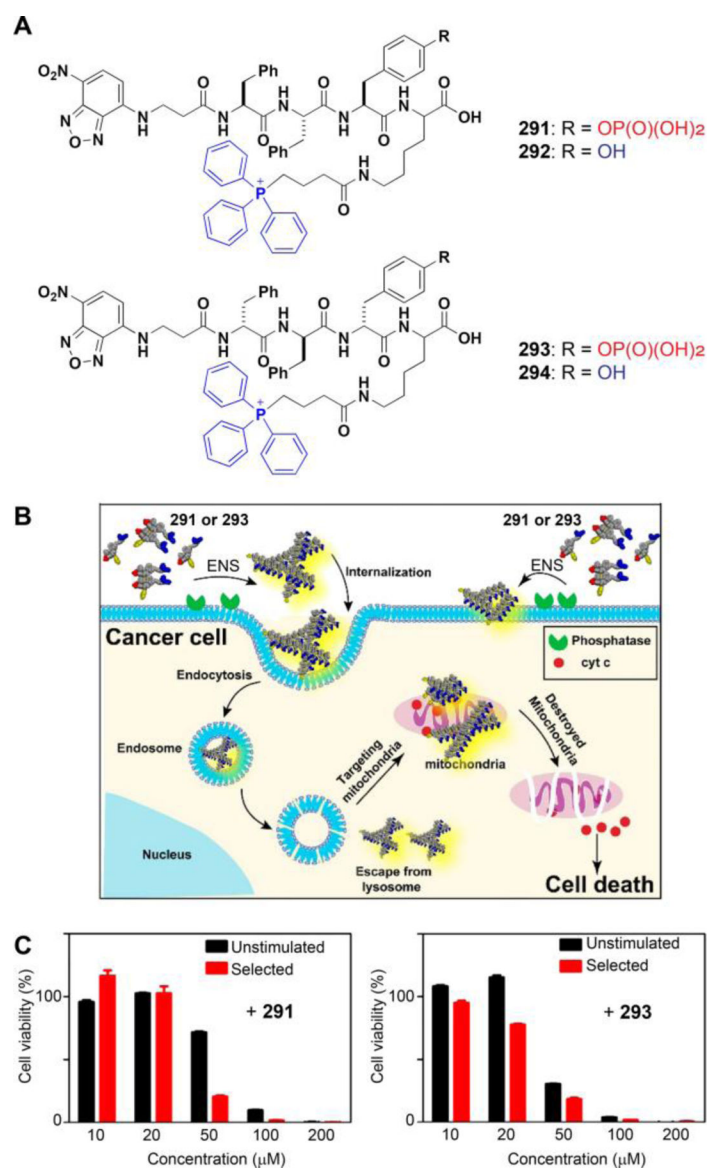 A
O₂N
N
O
N
N
H
O
N
H
Ph
O
H
N
Ph
O
N
H
R
O
H
N
O
OH
P
+
O
H
N
291: R = OP(O)(OH)2
292: R = OH
O₂N
N
O
N
N
H
O
N
H
Ph
O
H
N
Ph
O
N
H
R
O
H
N
O
OH
P
+
O
H
N
293: R = OP(O)(OH)2
294: R = OH
B
291 or 293
291 or 293
ENS
Internalization
ENS
Cancer cell
Phosphatase
cyt c
Endocytosis
Endosome
Targeting
mitochondria
mitochondria
Destroyed
Mitochondria
Nucleus
Escape from
lysosome
Cell death
C
Cell viability (%)
100
0
Unstimulated
Selected
+ 291
10 20 50 100 200
Concentration (μM)
Cell viability (%)
100
0
Unstimulated
Selected
+ 293
10 20 50 100 200
Concentration (μM)